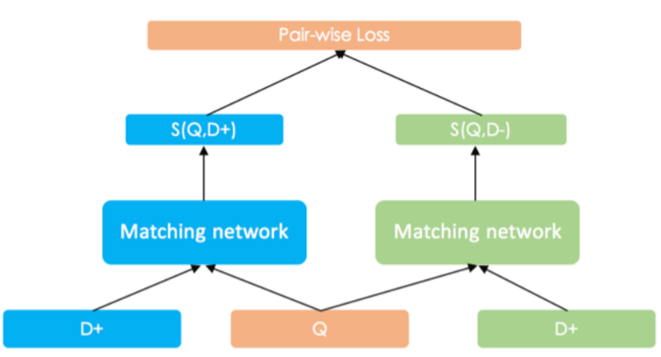 Pair-wise Loss
S(Q,D+)
S(Q,D-)
Matching network
Matching network
D+
Q
D+